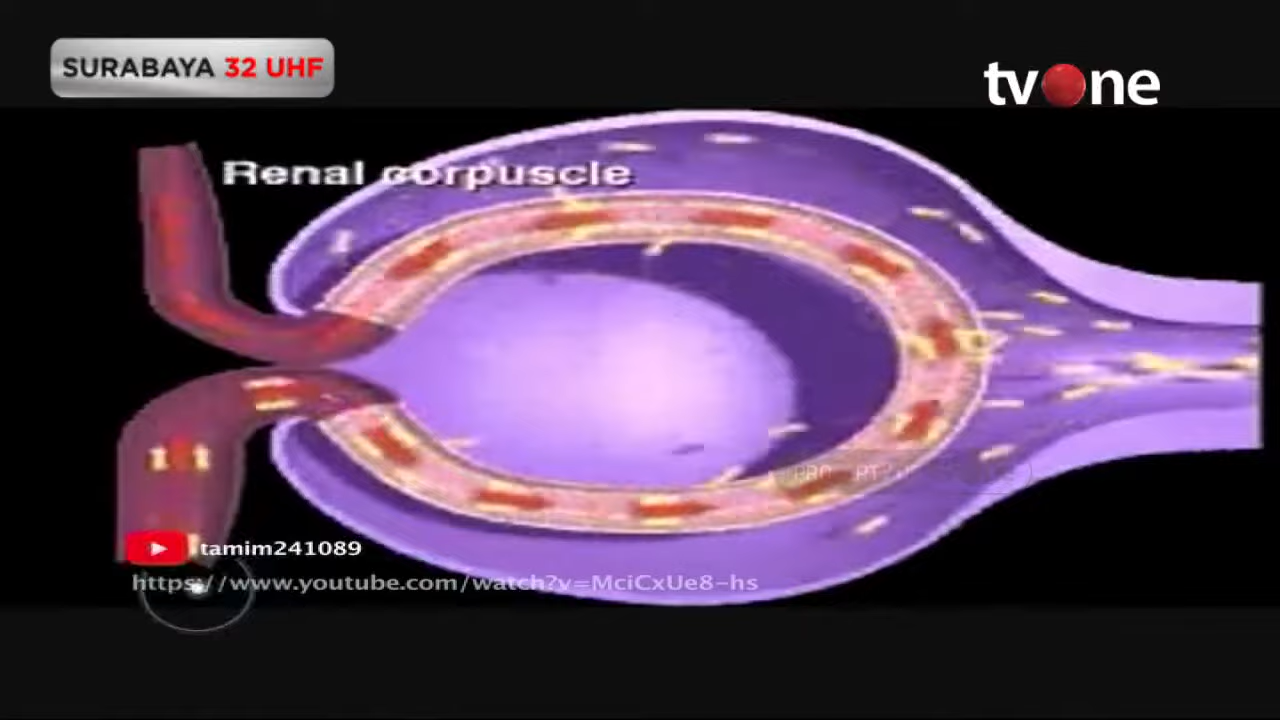 SURABAYA 32 UHF
tvOne
Renal corpuscle
tamim241089
https://www.youtube.com/watch?v=MciCxUe8-hs